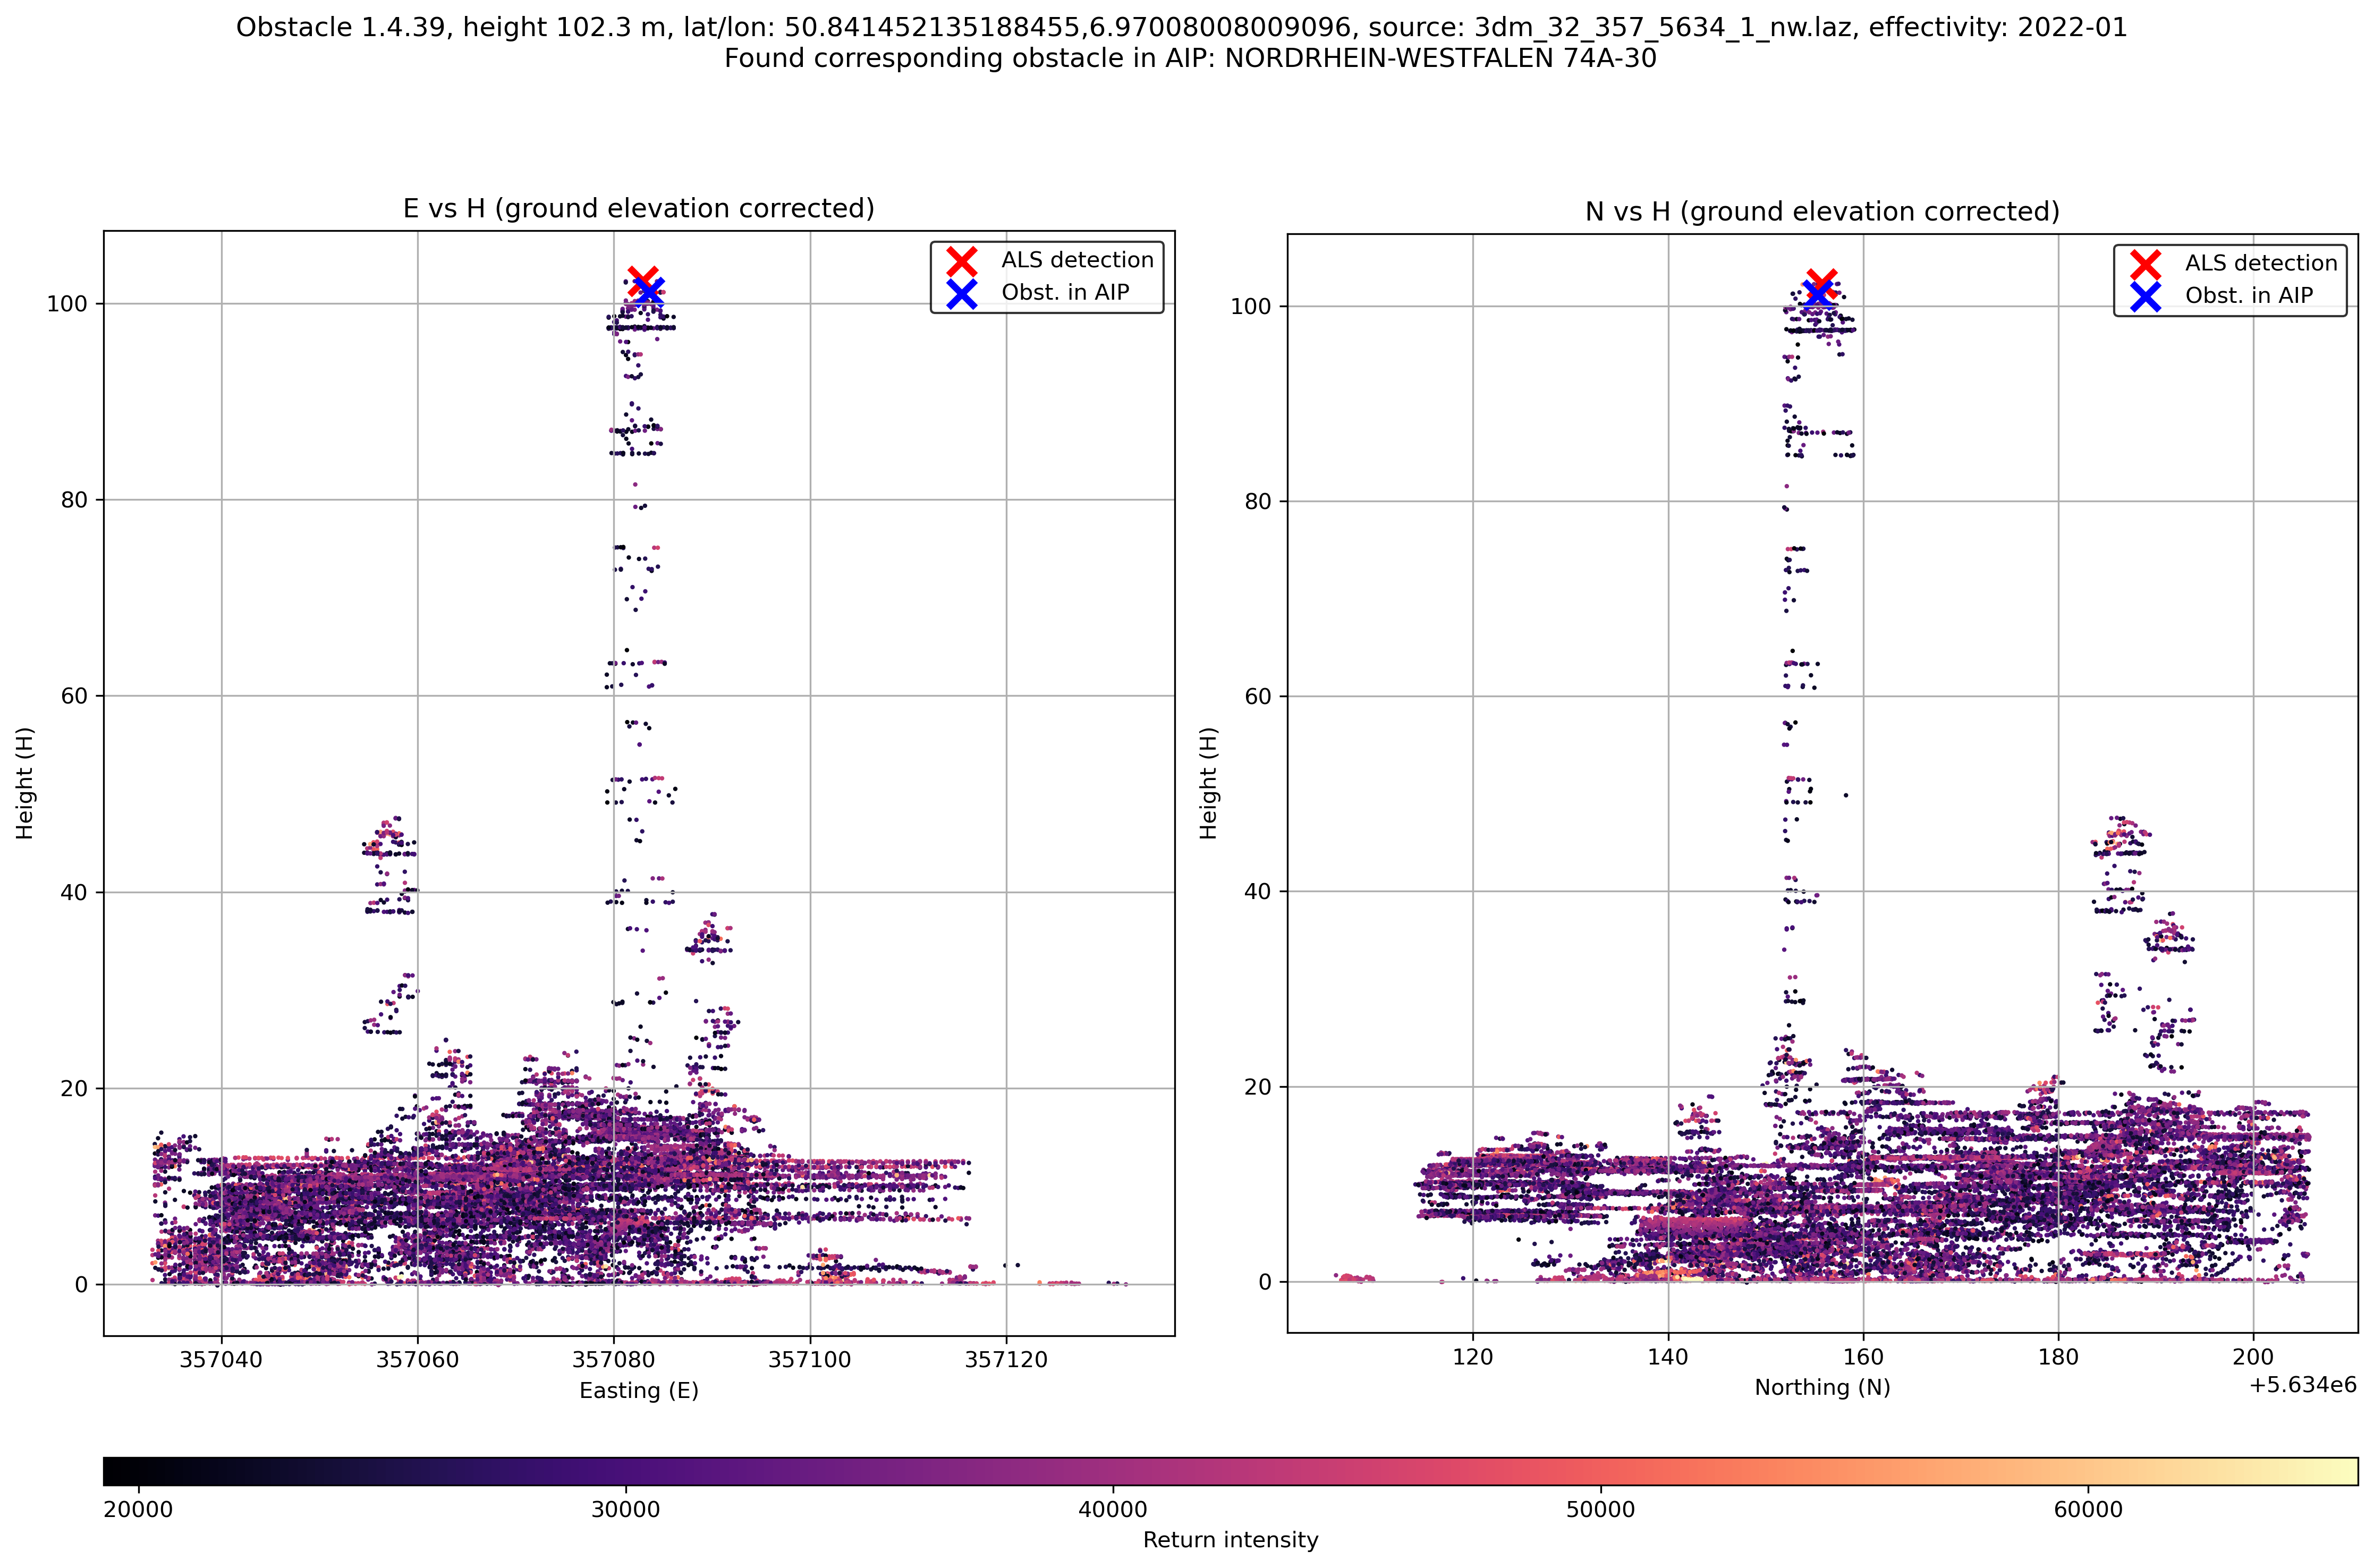 Obstacle 1.4.39, height 102.3 m, lat/lon: 50.841452135188455,6.97008008009096, source: 3dm_32_357_5634_1_nw.laz, effectivity: 2022-01
Found corresponding obstacle in AIP: NORDRHEIN-WESTFALEN 74A-30
E vs H (ground elevation corrected)
ALS detection
Obst. in AIP
100
80
60
40
20
0
Height (H)
357040 357060 357080 357100 357120
Easting (E)
N vs H (ground elevation corrected)
ALS detection
Obst. in AIP
100
80
60
40
20
0
Height (H)
120 140 160 180 200
+5.634e6
Northing (N)
20000 30000 40000 50000 60000
Return intensity